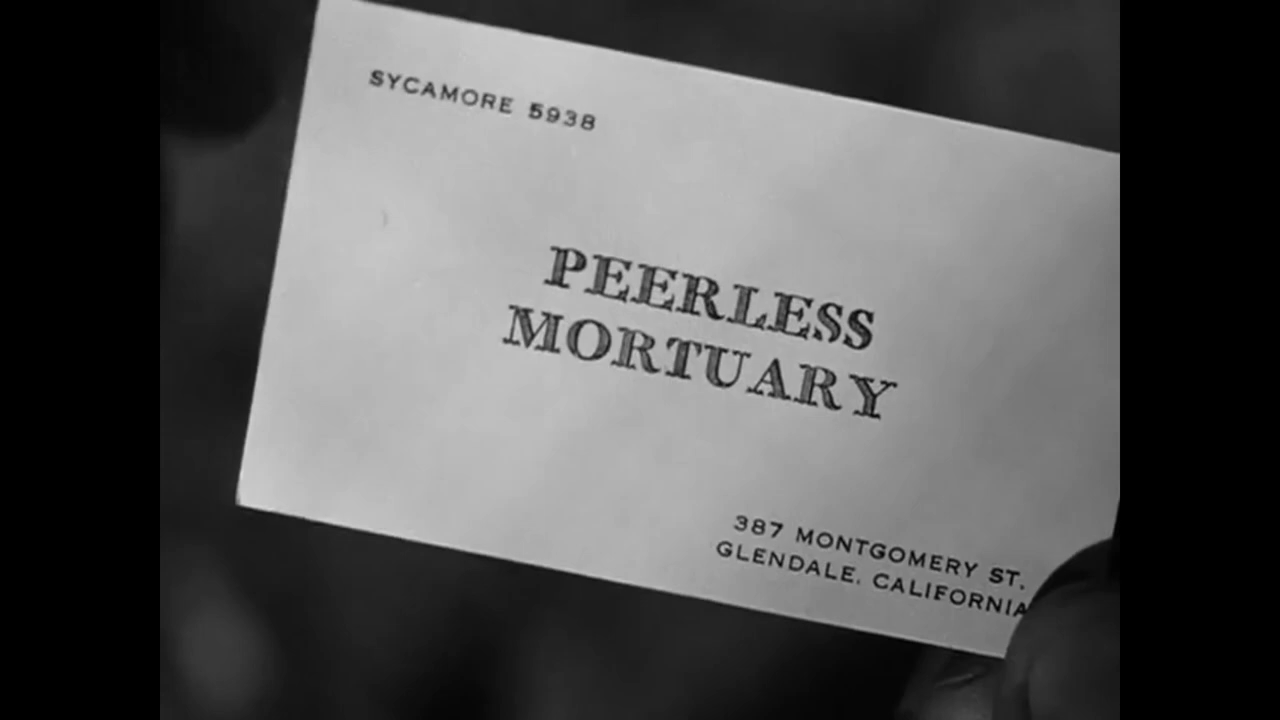 SYCAMORE 5938
PEERLESS
MORTUARY
387 MONTGOMERY ST.
GLENDALE, CALIFORNIA